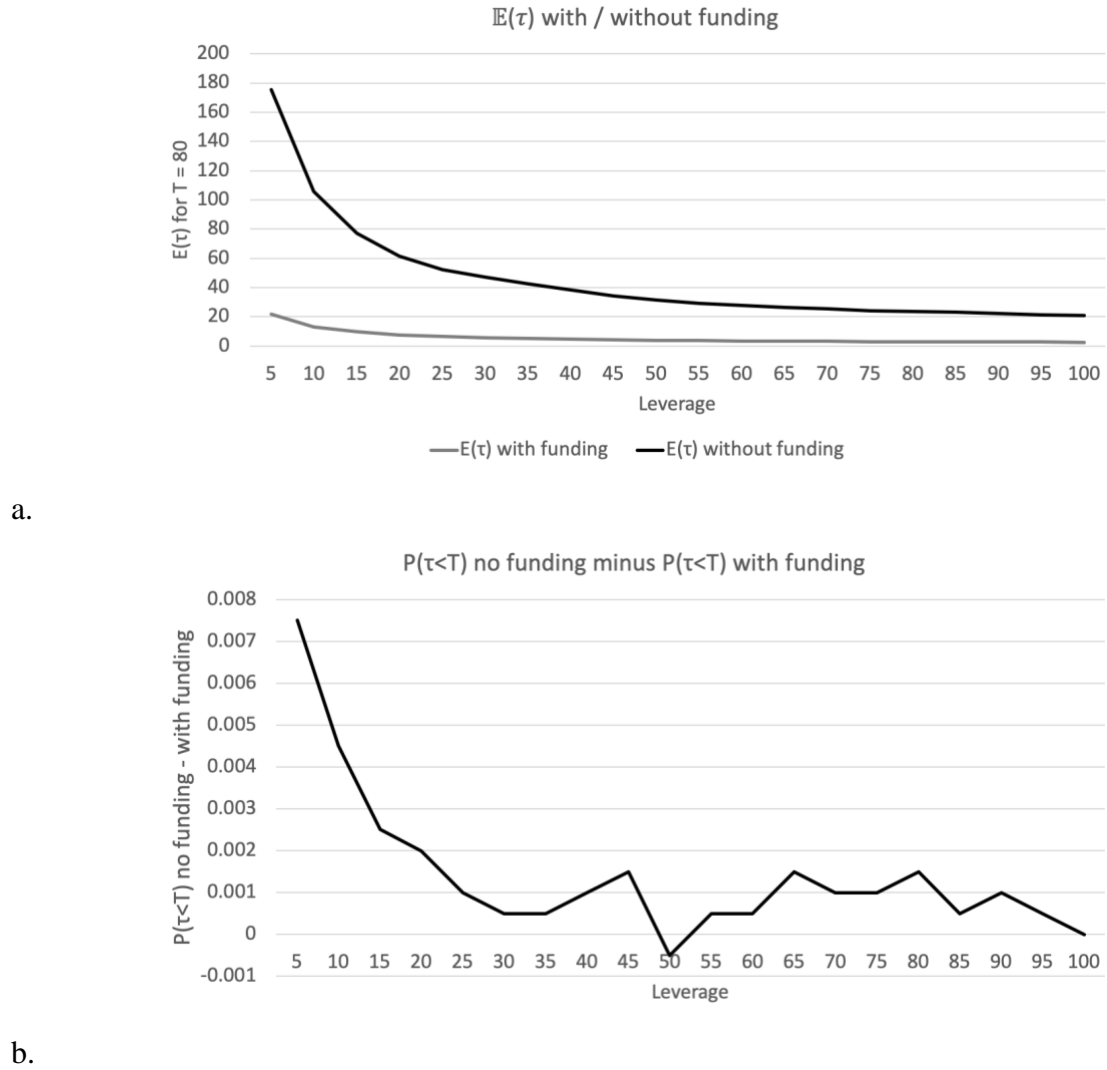 𝔼(τ) with / without funding
E(τ) for T = 80
200
180
160
140
120
100
80
60
40
20
0
5 10 15 20 25 30 35 40 45 50 55 60 65 70 75 80 85 90 95 100
Leverage
E(τ) with funding E(τ) without funding
a.
P(τ<T) no funding minus P(τ<T) with funding
P(τ<T) no funding - with funding
0.008
0.007
0.006
0.005
0.004
0.003
0.002
0.001
0
-0.001
5 10 15 20 25 30 35 40 45 50 55 60 65 70 75 80 85 90 95 100
Leverage
b.